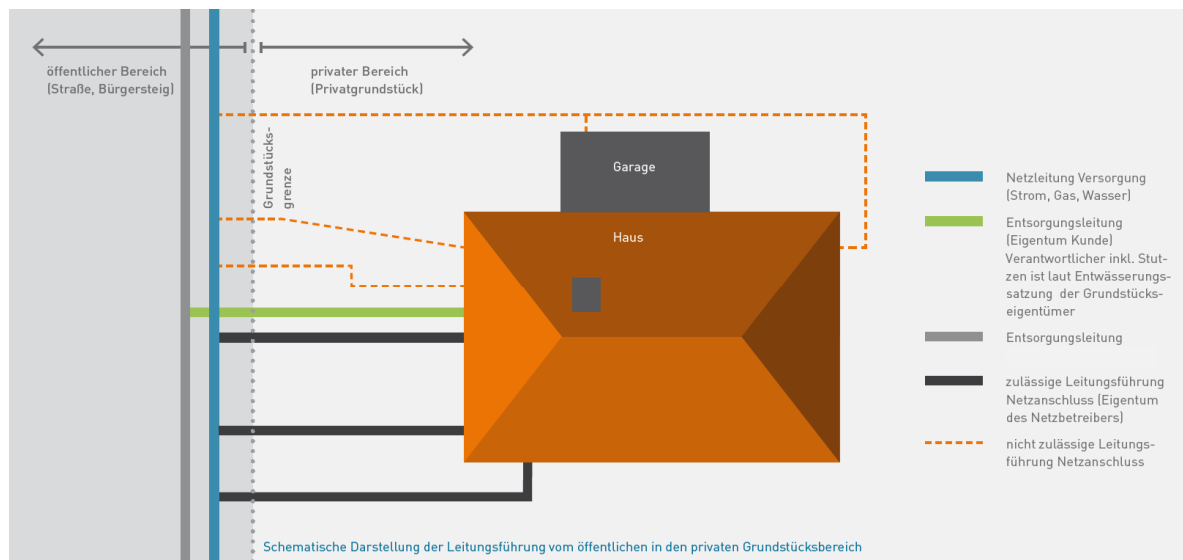 öffentlicher Bereich
(Straße, Bürgersteig)
privater Bereich
(Privatgrundstück)
Grundstücks-
grenze
Garage
Haus
Netzleitung Versorgung
(Strom, Gas, Wasser)
Entsorgungsleitung
(Eigentum Kunde)
Verantwortlicher inkl. Stut-
zen ist laut Entwässerungs-
satzung der Grundstücks-
eigentümer
Entsorgungsleitung
zulässige Leitungsführung
Netzanschluss (Eigentum
des Netzbetreibers)
nicht zulässige Leitungs-
führung Netzanschluss
Schematische Darstellung der Leitungsführung vom öffentlichen in den privaten Grundstücksbereich